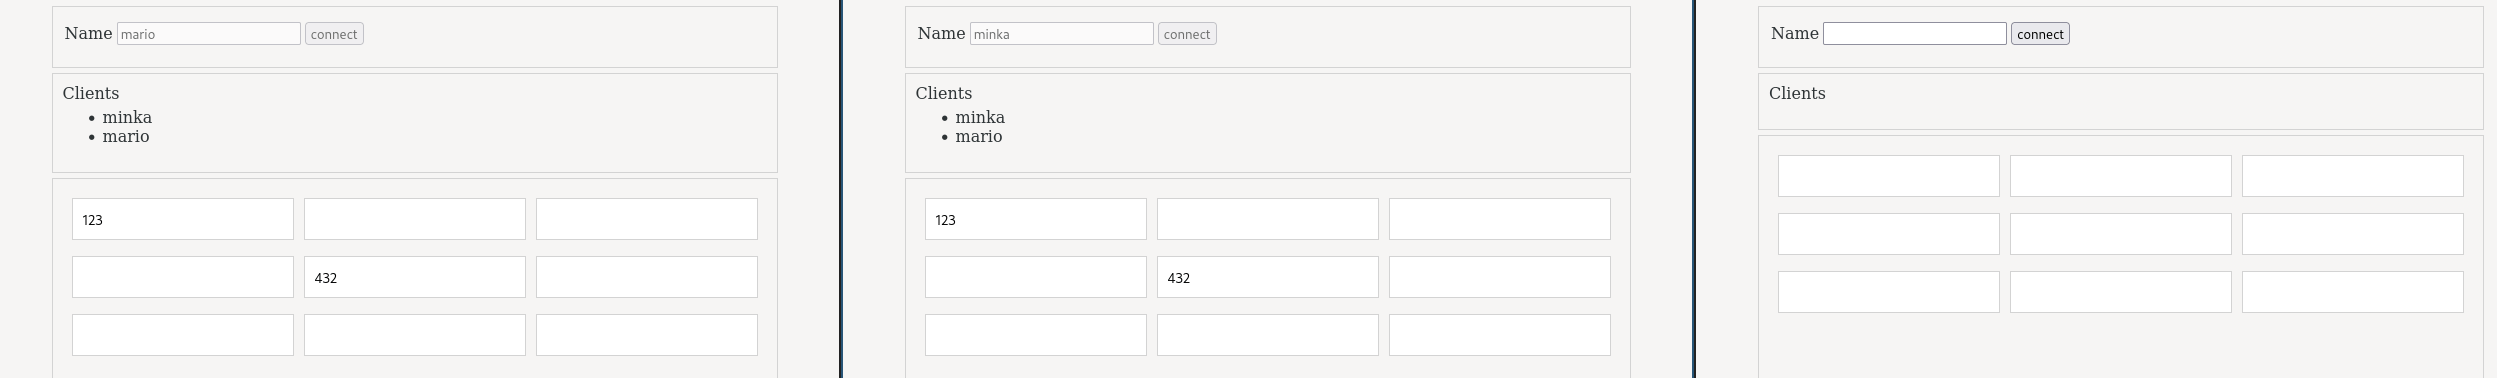 Name mario connect
Clients
minka
mario
123
432
Name minka connect
Clients
minka
mario
123
432
Name connect
Clients